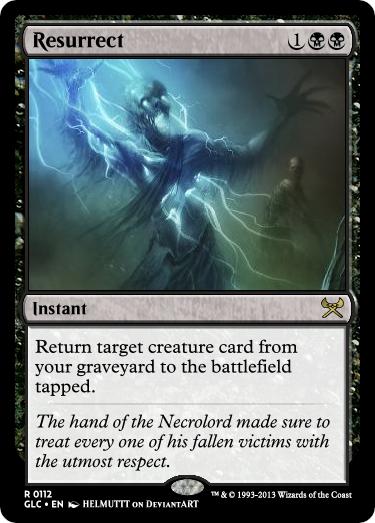 Resurrect 1
Instant
Return target creature card from
your graveyard to the battlefield
tapped.
The hand of the Necrolord made sure to
treat every one of his fallen victims with
the utmost respect.
R 0112
GLC • EN HELMUTTT on DeviantART
™ & © 1993-2013 Wizards of the Coast